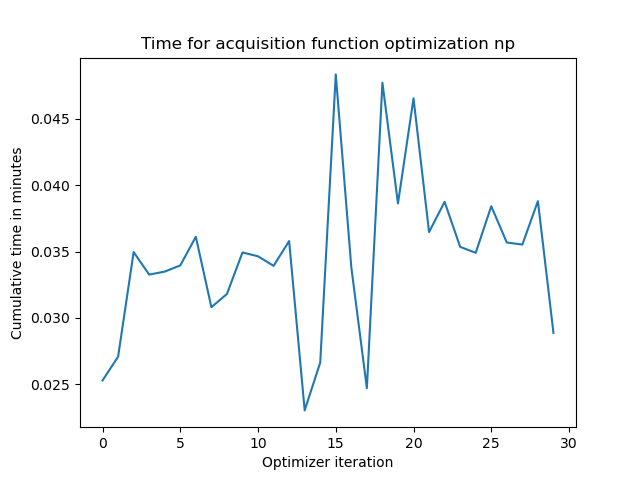 Time for acquisition function optimization np
Cumulative time in minutes
0.045
0.040
0.035
0.030
0.025
0 5 10 15 20 25 30
Optimizer iteration